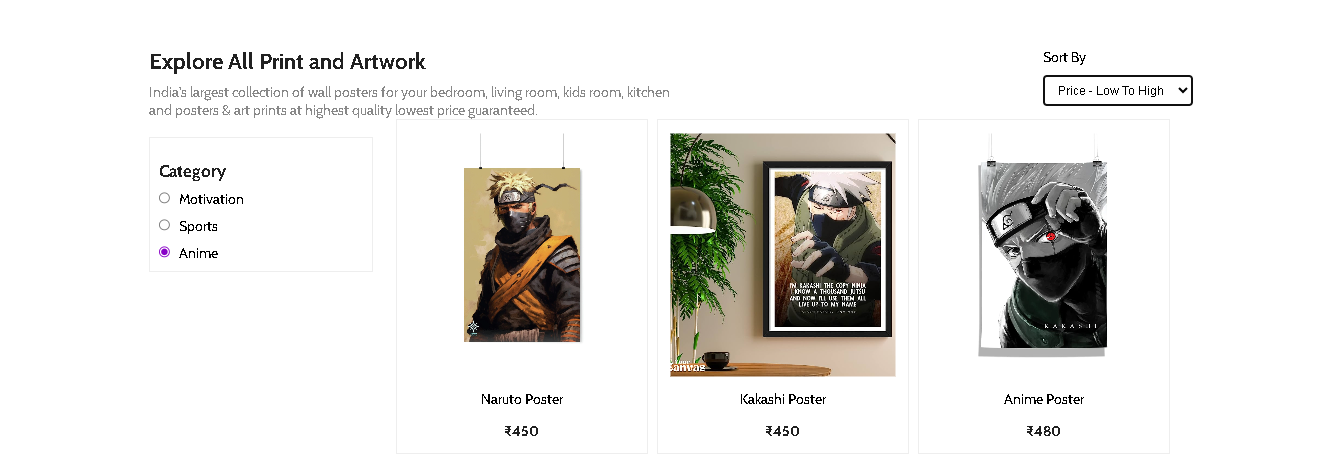 Explore All Print and Artwork
India's largest collection of wall posters for your bedroom, living room, kids room, kitchen
and posters & art prints at highest quality lowest price guaranteed.
Sort By
Price - Low To High
Category
Motivation
Sports
Anime
I'M KAKASHI THE COPY NINJA
I KNOW A THOUSAND JUTSU
AND NOW I'LL USE THEM ALL
LIVE UP TO MY NAME
KAKASHI
Naruto Poster
₹450
Kakashi Poster
₹450
Anime Poster
₹480